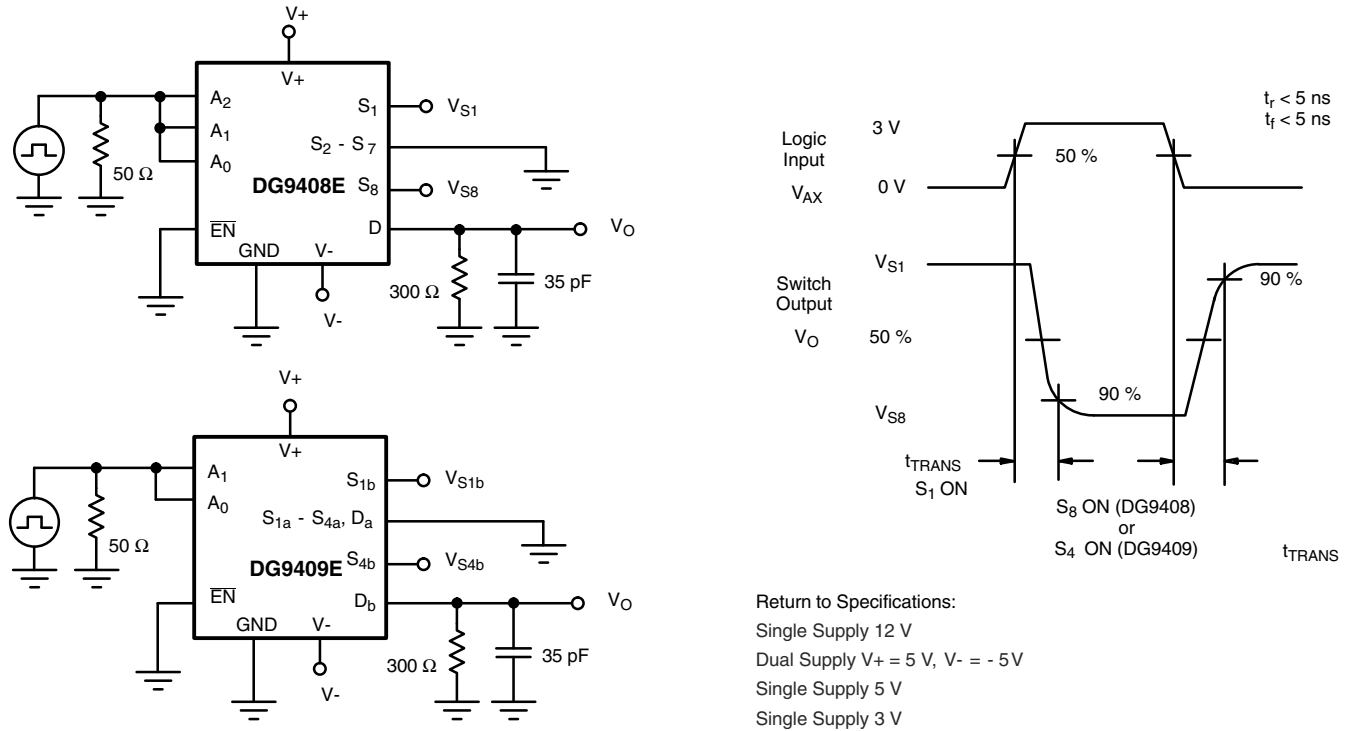 V+
V+
A2
A1
A0
50 Ω
S1
VS1
S2 - S7
DG9408E
S8
VS8
EN
D
VO
GND
V-
300 Ω
35 pF
V-
V+
V+
A1
A0
50 Ω
S1b
VS1b
S1a - S4a, Da
DG9409E
S4b
VS4b
EN
Db
VO
GND
V-
300 Ω
35 pF
V-
tr < 5 ns
tf < 5 ns
Logic
Input
VAX
3 V
50 %
0 V
Switch
Output
VO
VS1
90 %
50 %
90 %
VS8
tTRANS
S1 ON
S8 ON (DG9408)
or
S4 ON (DG9409)
tTRANS
Return to Specifications:
Single Supply 12 V
Dual Supply V+ = 5 V, V- = - 5 V
Single Supply 5 V
Single Supply 3 V